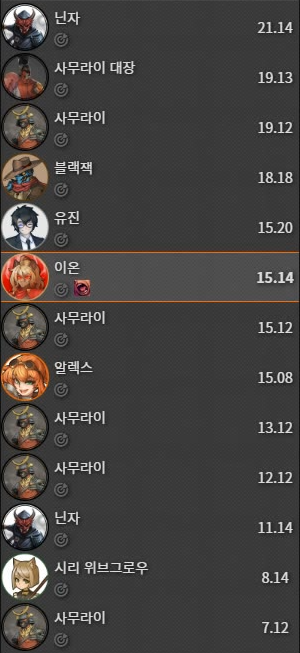 닌자
21.14
사무라이 대장
19.13
사무라이
19.12
블랙잭
18.18
유진
15.20
이온
15.14
사무라이
15.12
알렉스
15.08
사무라이
13.12
사무라이
12.12
닌자
11.14
시리 위브그로우
8.14
사무라이
7.12